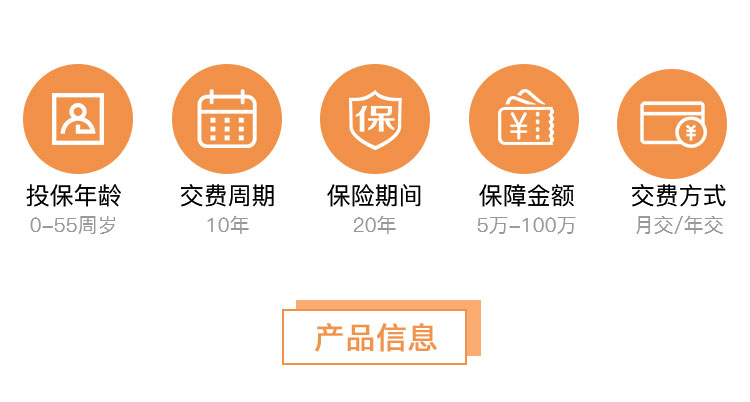 保
投保年龄 交费周期 保险期间 保障金额 交费方式
0-55周岁 10年 20年 5万-100万 月交/年交
产品信息